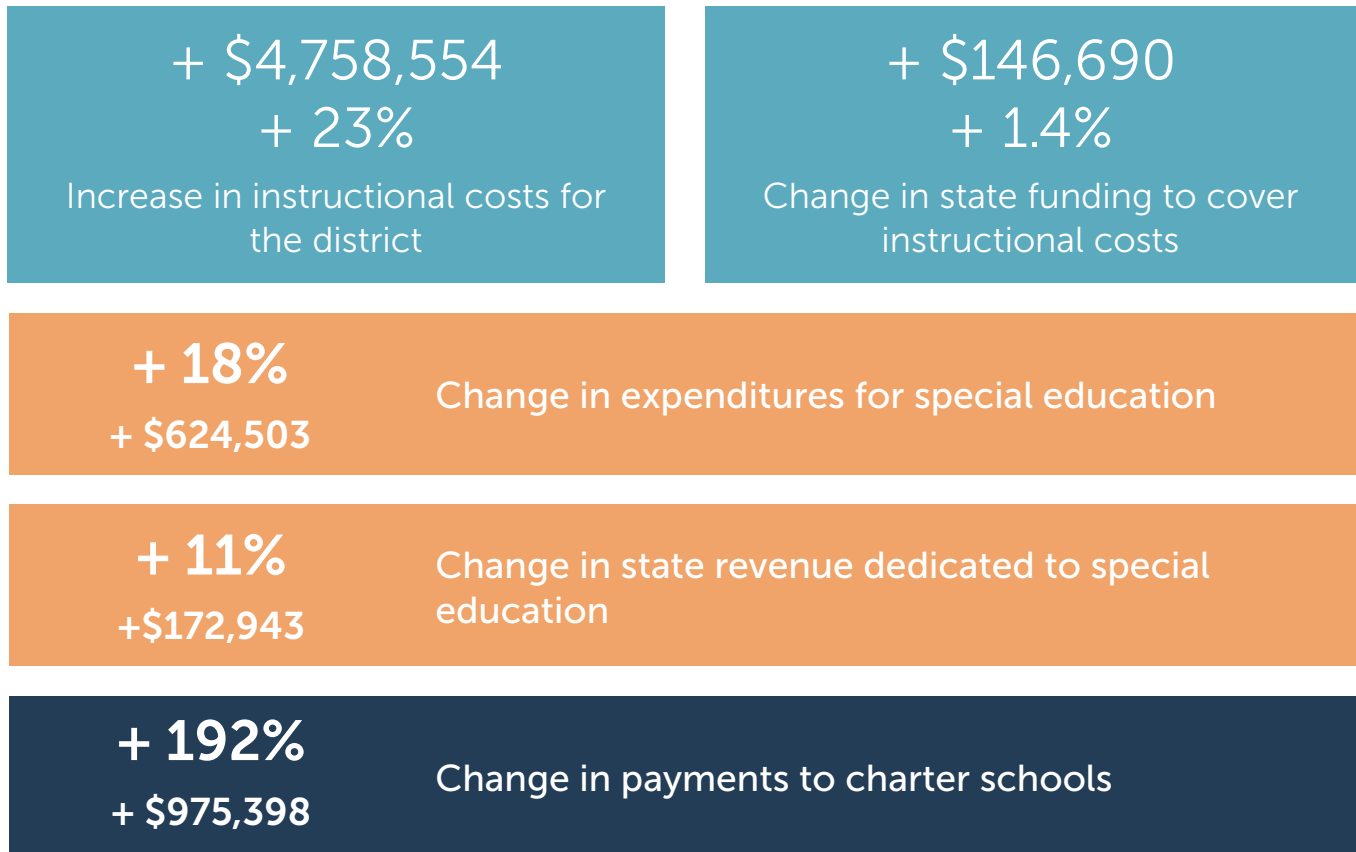 + $4,758,554
+ 23%
Increase in instructional costs for
the district
+ $146,690
+ 1.4%
Change in state funding to cover
instructional costs
+ 18%
+ $624,503
Change in expenditures for special education
+ 11%
+$172,943
Change in state revenue dedicated to special
education
+ 192%
+ $975,398
Change in payments to charter schools